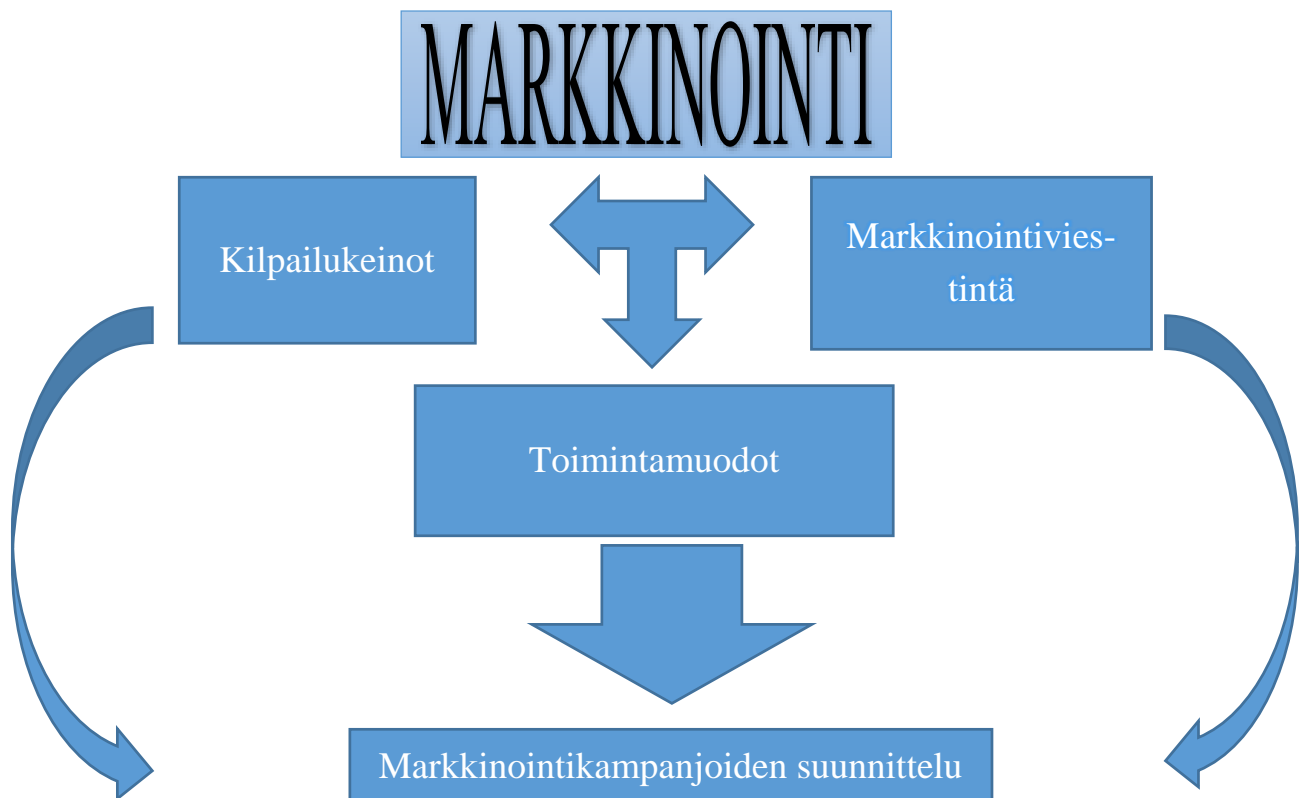 MARKKINOINTI
Kilpailukeinot
Markkinointivies-
tintä
Toimintamuodot
Markkinointikampanjoiden suunnittelu